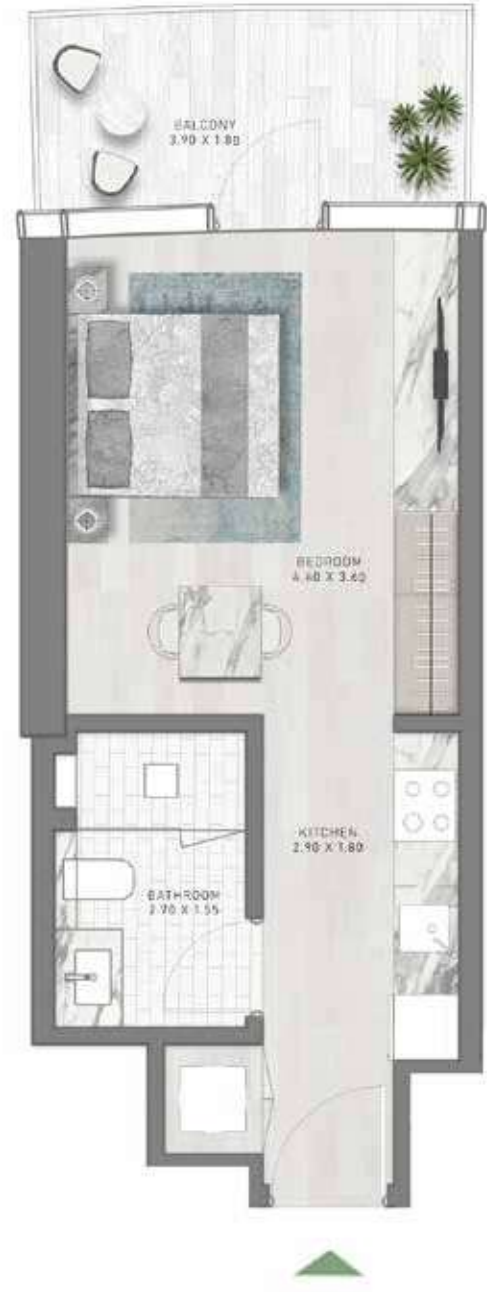 BALCONY
3.90 X 1.80
BEDROOM
4.40 X 3.60
KITCHEN
2.90 X 1.80
BATHROOM
2.70 X 1.55